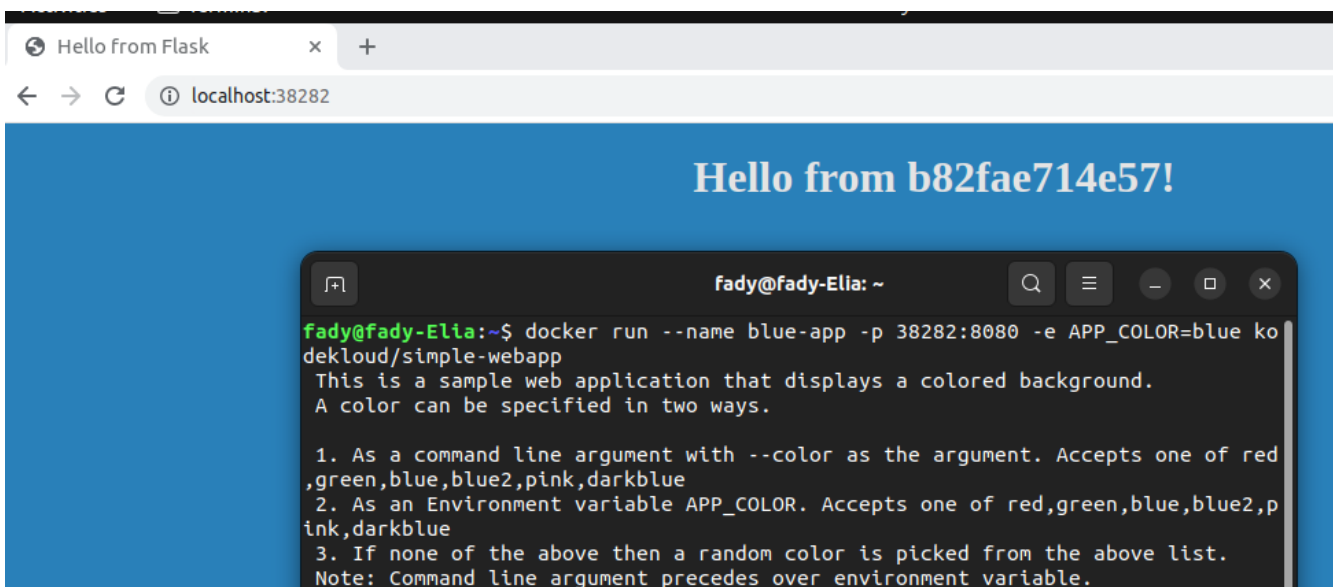 Hello from Flask
localhost:38282
Hello from b82fae714e57!
fady@fady-Elia: ~
fady@fady-Elia:~$ docker run --name blue-app -p 38282:8080 -e APP_COLOR=blue ko
dekloud/simple-webapp
This is a sample web application that displays a colored background.
A color can be specified in two ways.
1. As a command line argument with --color as the argument. Accepts one of red
,green,blue,blue2,pink,darkblue
2. As an Environment variable APP_COLOR. Accepts one of red,green,blue,blue2,p
ink,darkblue
3. If none of the above then a random color is picked from the above list.
Note: Command line argument precedes over environment variable.